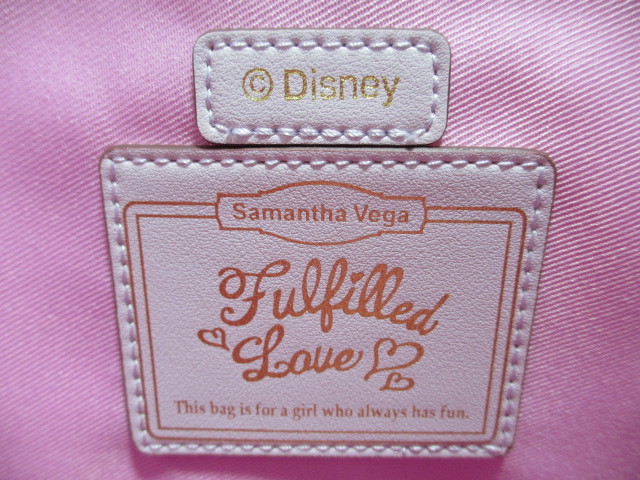 © Disney
Samantha Vega
Fulfilled
Love
This bag is for a girl who always has fun.